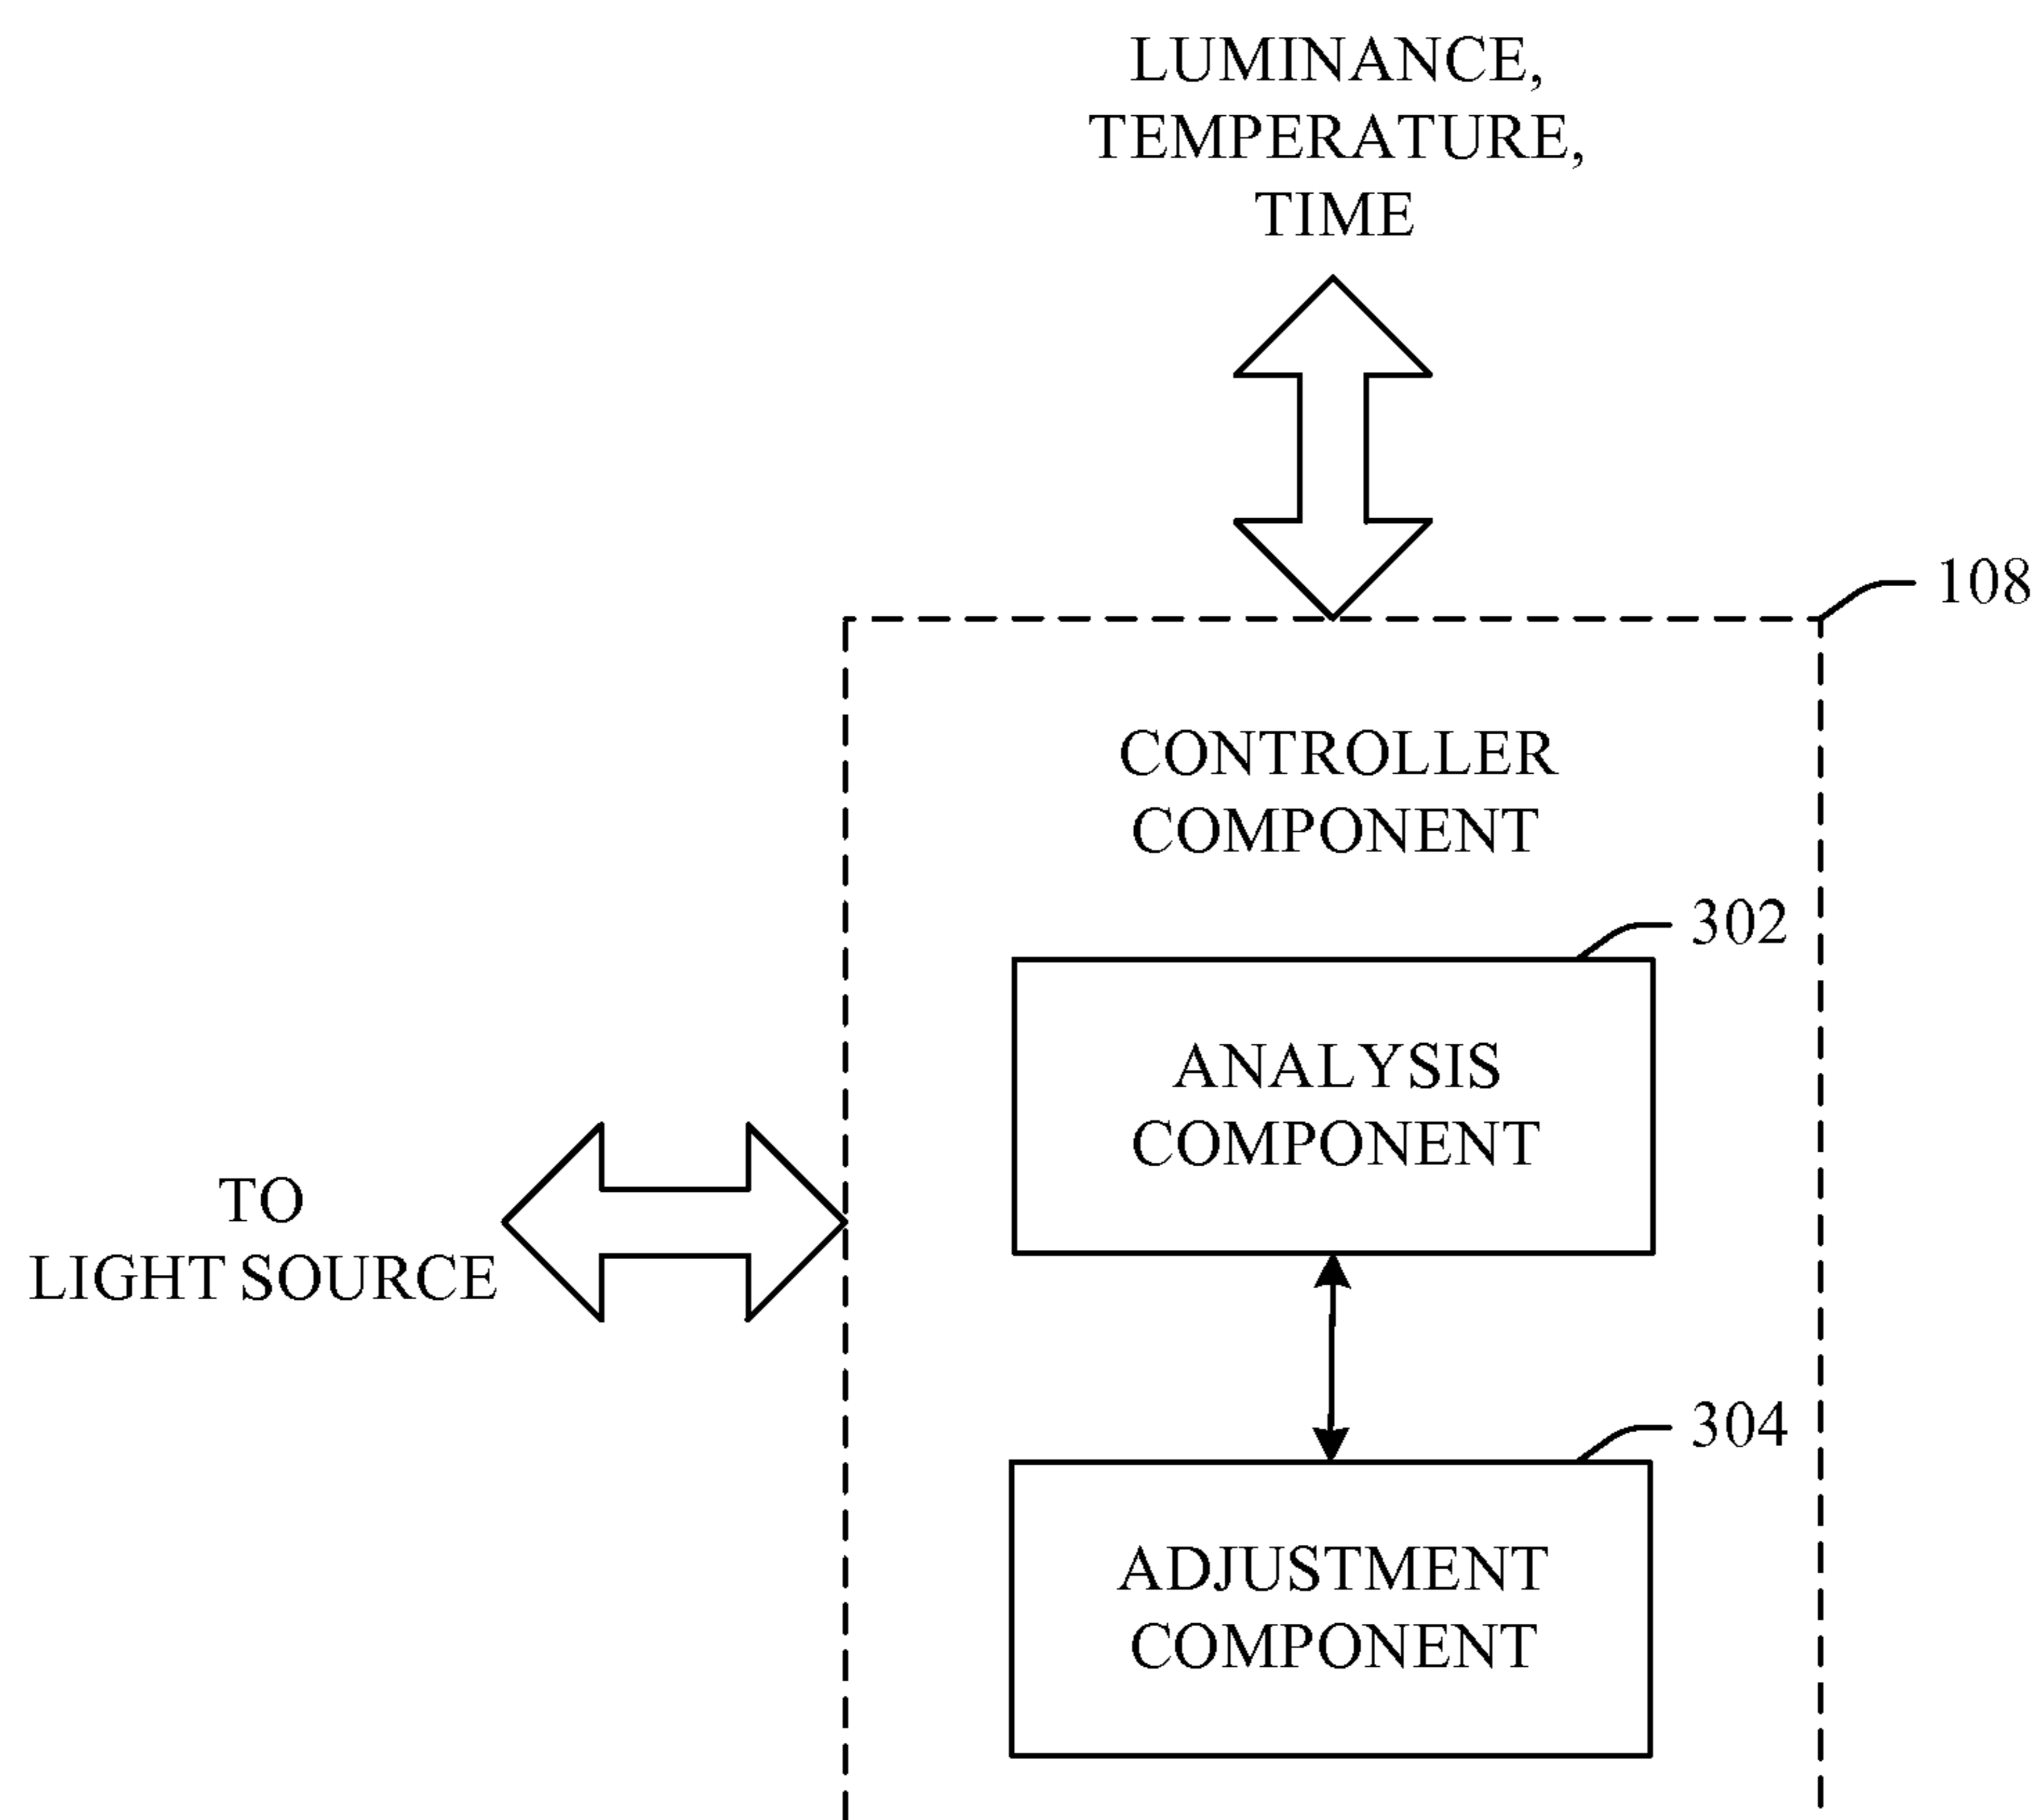 LUMINANCE,
TEMPERATURE,
TIME
108
CONTROLLER
COMPONENT
302
ANALYSIS
COMPONENT
TO
LIGHT SOURCE
304
ADJUSTMENT
COMPONENT